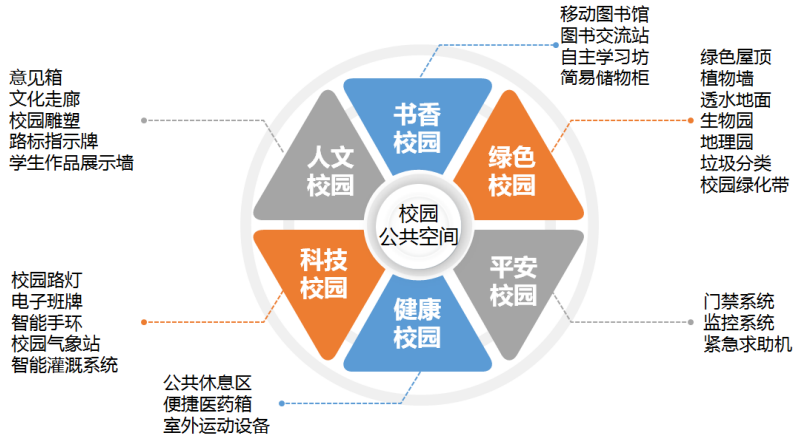 移动图书馆
图书交流站
自主学习坊
简易储物柜
意见箱
文化走廊
校园雕塑
路标指示牌
学生作品展示墙
绿色屋顶
植物墙
透水地面
生物园
地理园
垃圾分类
校园绿化带
书香
校园
人文
校园
绿色
校园
校园
公共空间
科技
校园
平安
校园
健康
校园
校园路灯
电子班牌
智能手环
校园气象站
智能灌溉系统
门禁系统
监控系统
紧急求助机
公共休息区
便捷医药箱
室外运动设备